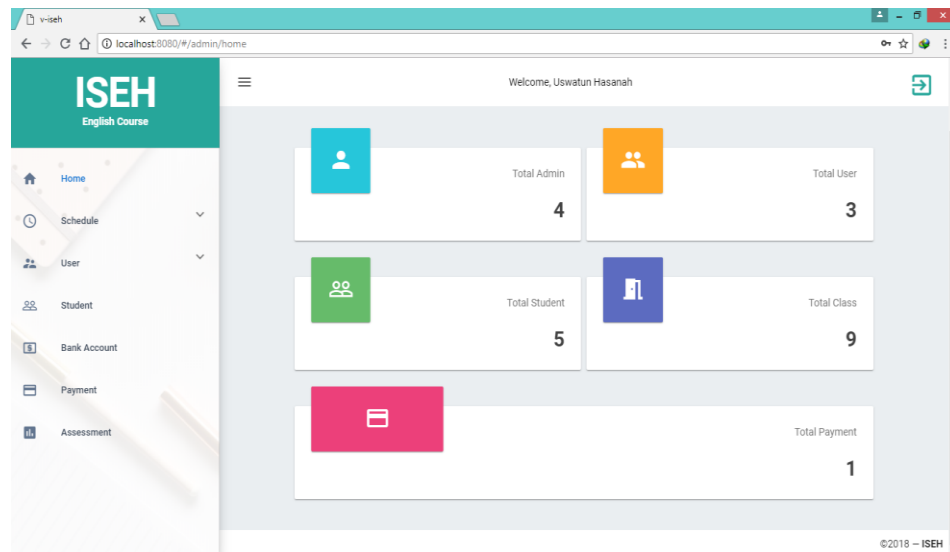 v-iseh
localhost:8080/#/admin/home
ISEH
English Course
Welcome, Uswatun Hasanah
Home
Schedule
User
Student
Bank Account
Payment
Assessment
Total Admin
4
Total User
3
Total Student
5
Total Class
9
Total Payment
1
©2018 — ISEH